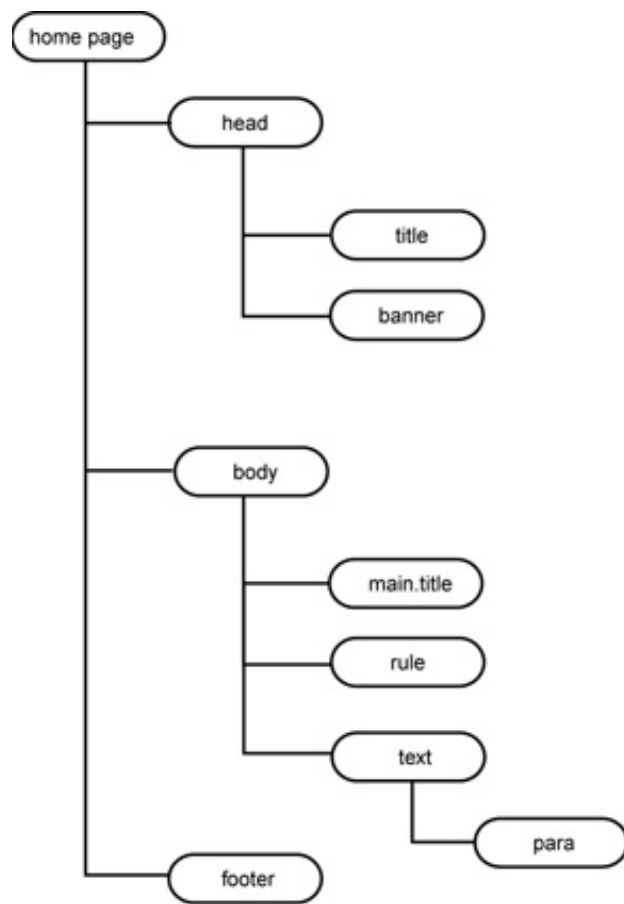 home page
head
title
banner
body
main.title
rule
text
para
footer